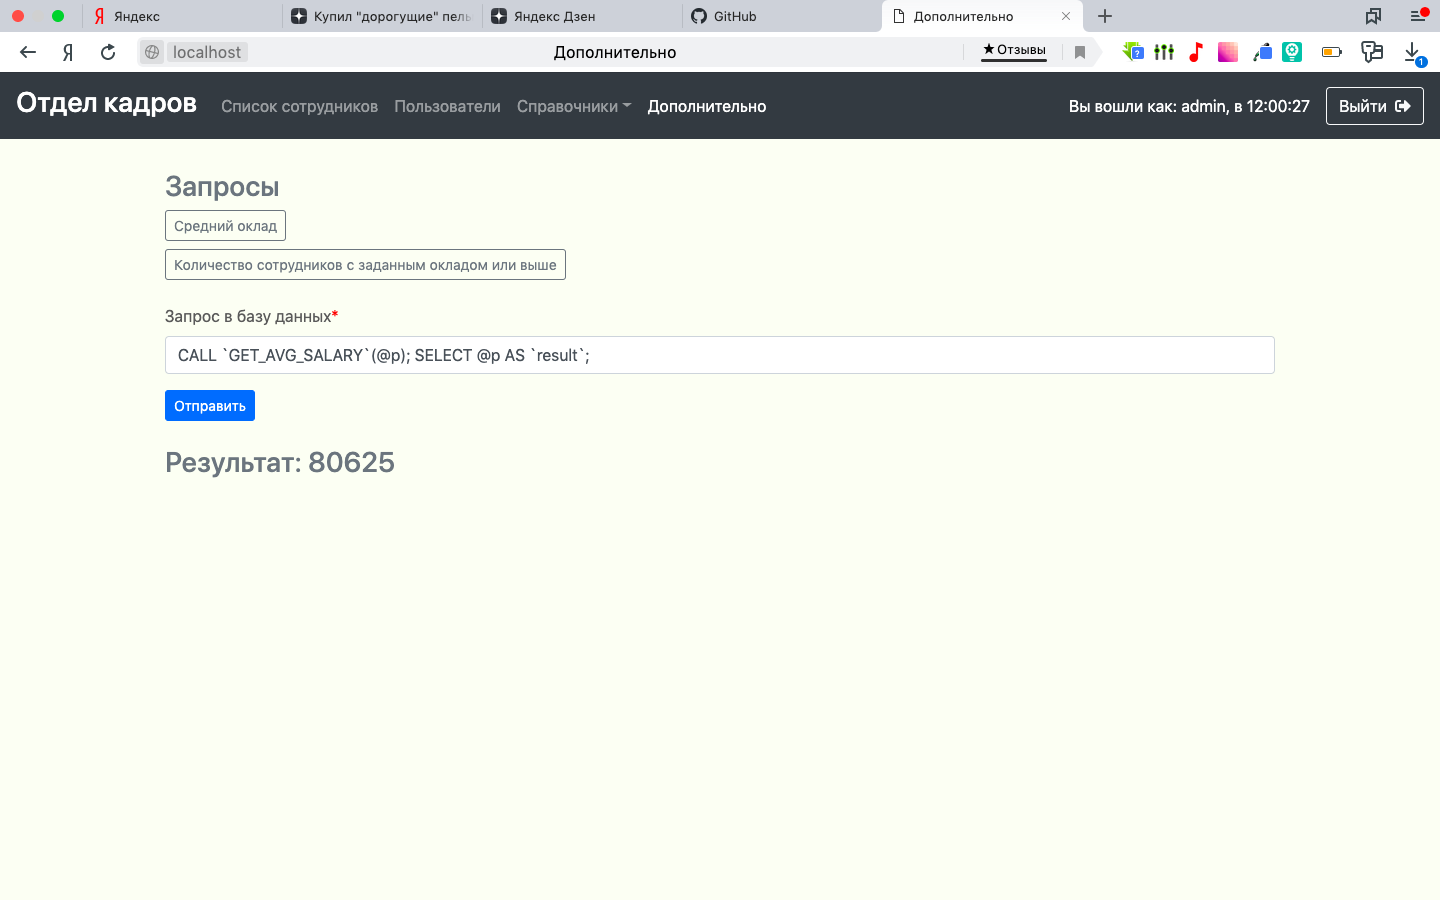 Яндекс
Купил "дорогущие" пель
Яндекс Дзен
GitHub
Дополнительно
localhost
Дополнительно
★ Отзывы
1
Отдел кадров
Список сотрудников
Пользователи
Справочники
Дополнительно
Вы вошли как: admin, в 12:00:27
Выйти
Запросы
Средний оклад
Количество сотрудников с заданным окладом или выше
Запрос в базу данных*
CALL `GET_AVG_SALARY`(@p); SELECT @p AS `result`;
Отправить
Результат: 80625